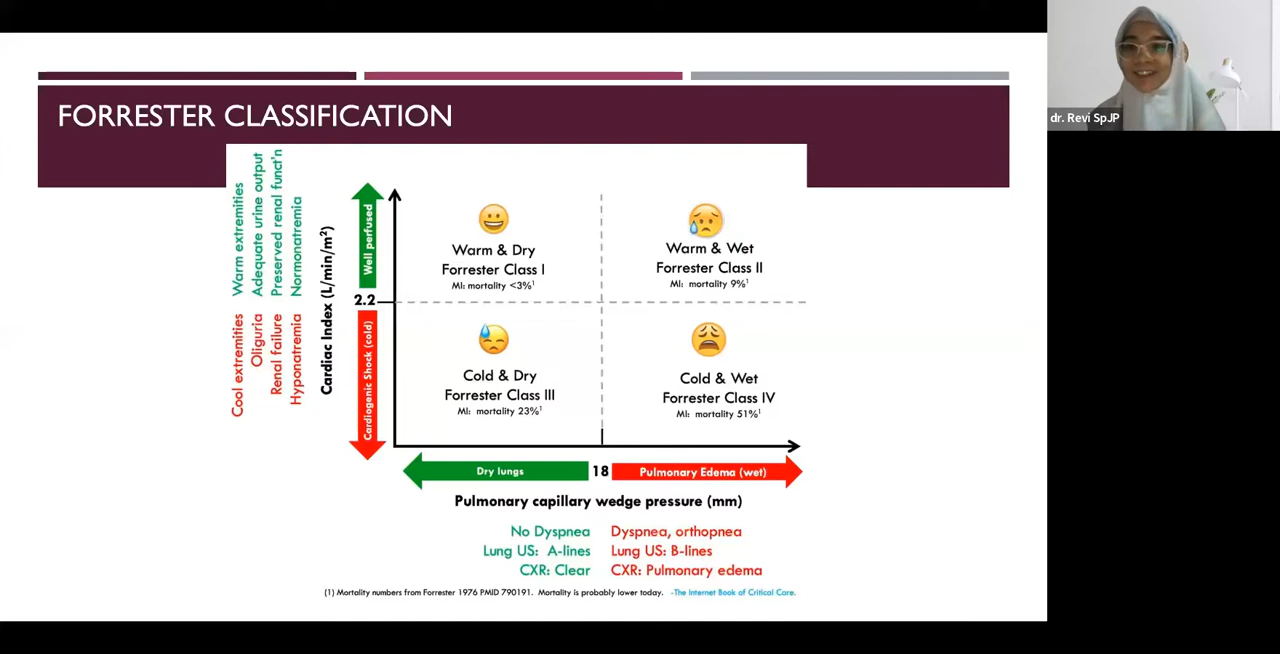 FORRESTER CLASSIFICATION
dr. Revi SpJP
Warm extremities
Adequate urine output
Preserved renal funct'n
Normonatremia
Cool extremities
Oliguria
Renal failure
Hyponatremia
Cardiac Index (L/min/m²)
Well perfused
2.2
Cardiogenic Shock (cold)
Warm & Dry
Forrester Class I
MI: mortality <3%¹
Warm & Wet
Forrester Class II
MI: mortality 9%¹
Cold & Dry
Forrester Class III
MI: mortality 23%¹
Cold & Wet
Forrester Class IV
MI: mortality 51%¹
Dry lungs 18 Pulmonary Edema (wet)
Pulmonary capillary wedge pressure (mm)
No Dyspnea Dyspnea, orthopnea
Lung US: A-lines Lung US: B-lines
CXR: Clear CXR: Pulmonary edema
(1) Mortality numbers from Forrester 1976 PMID 790191. Mortality is probably lower today. -The Internet Book of Critical Care.